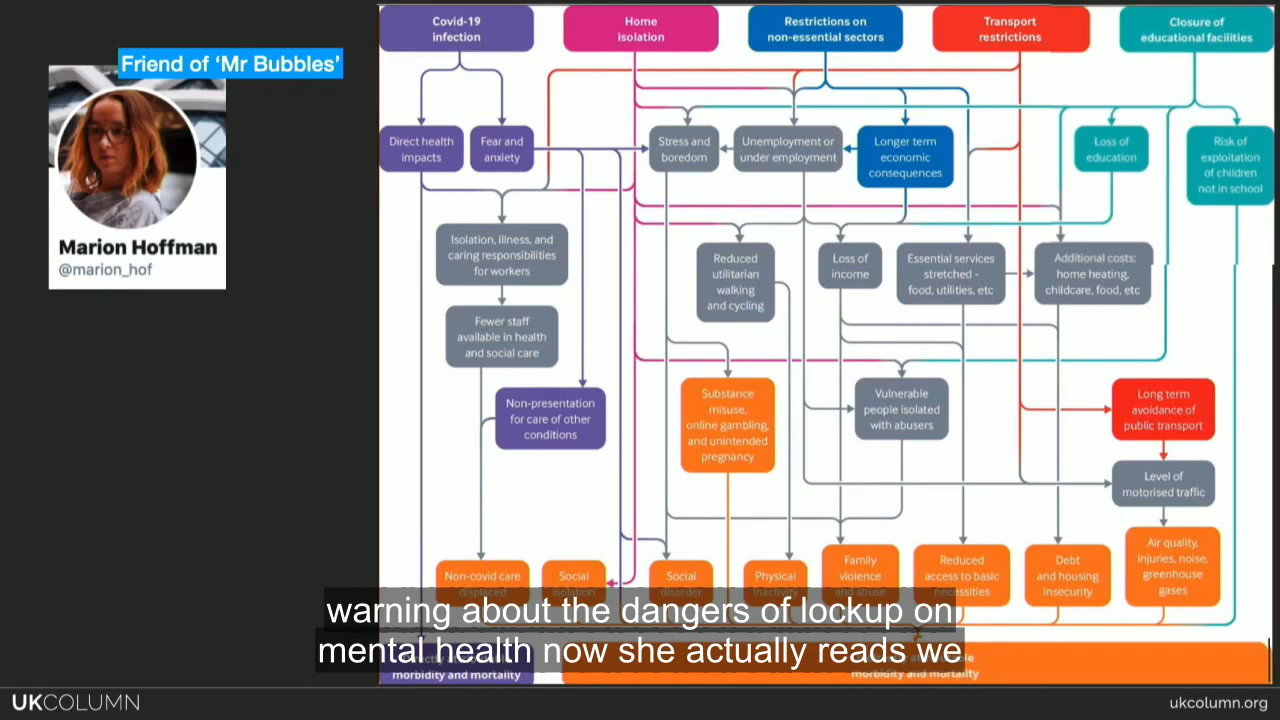 Covid-19
infection
Home
isolation
Restrictions on
non-essential sectors
Transport
restrictions
Closure of
educational facilities
Friend of ‘Mr Bubbles’
Marion Hoffman
@marion_hof
Direct health
impacts
Fear and
anxiety
Stress and
boredom
Unemployment or
under employment
Longer term
economic
consequences
Loss of
education
Risk of
exploitation
of children
not in school
Isolation, illness, and
caring responsibilities
for workers
Reduced
utilitarian
walking
and cycling
Loss of
income
Essential services
stretched -
food, utilities, etc
Additional costs:
home heating,
childcare, food, etc
Fewer staff
available in health
and social care
Non-presentation
for care of other
conditions
Substance
misuse,
online gambling,
and unintended
pregnancy
Vulnerable
people isolated
with abusers
Long term
avoidance of
public transport
Level of
motorised traffic
Non-covid care
displaced
Social
isolation
Social
disorder
Physical
inactivity
Family
violence
and abuse
Reduced
access to basic
necessities
Debt
and housing
insecurity
Air quality,
injuries, noise,
greenhouse
gases
warning about the dangers of lockup on
mental health now she actually reads we
morbidity and mortality
morbidity and mortality
UKCOLUMN
ukcolumn.org